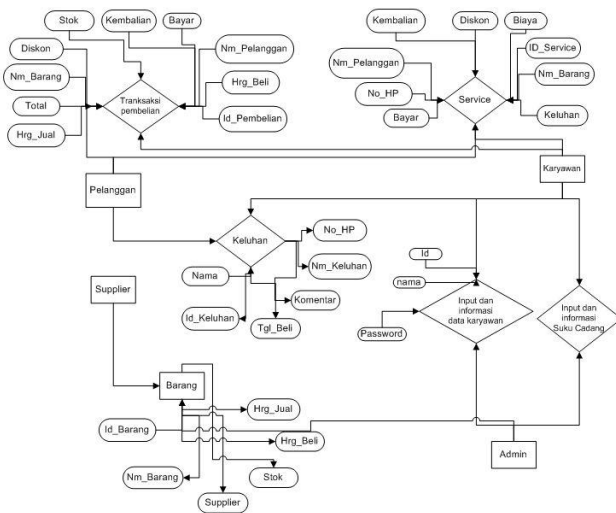 Stok
Kembalian
Bayar
Diskon
Nm_Pelanggan
Nm_Barang
Hrg_Beli
Total
Tranksaksi
pembelian
Id_Pembelian
Hrg_Jual
Kembalian
Diskon
Biaya
ID_Service
Nm_Pelanggan
Nm_Barang
No_HP
Service
Keluhan
Bayar
Pelanggan
Karyawan
No_HP
Keluhan
Nm_Keluhan
Nama
Komentar
Id_Keluhan
Tgl_Beli
Supplier
Id
nama
Input dan
informasi
data karyawan
Password
Input dan
informasi
Suku Cadang
Barang
Hrg_Jual
Id_Barang
Hrg_Beli
Admin
Nm_Barang
Stok
Supplier